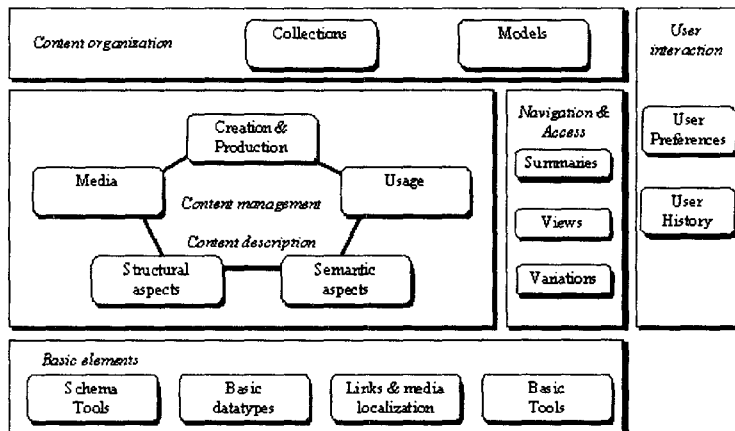 Content organization
Collections
Models
User
interaction
Creation &
Production
Media
Usage
Content management
Content description
Structural
aspects
Semantic
aspects
Navigation &
Access
Summaries
Views
Variations
User
Preferences
User
History
Basic elements
Schema
Tools
Basic
datatypes
Links & media
localization
Basic
Tools